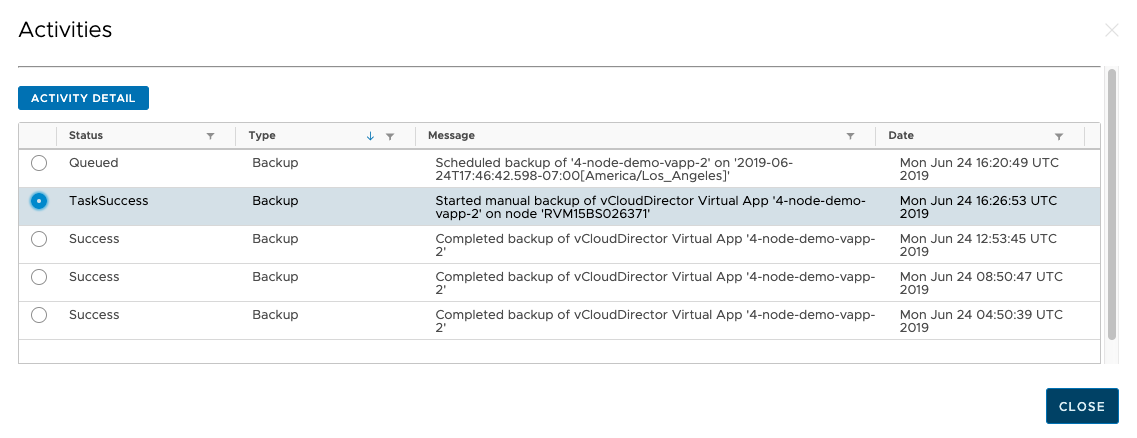 Activities
ACTIVITY DETAIL
Status Type Message Date
Queued Backup Scheduled backup of '4-node-demo-vapp-2' on '2019-06- Mon Jun 24 16:20:49 UTC
24T17:46:42.598-07:00[America/Los_Angeles]' 2019
TaskSuccess Backup Started manual backup of vCloudDirector Virtual App '4-node-demo- Mon Jun 24 16:26:53 UTC
vapp-2' on node 'RVM15BS026371' 2019
Success Backup Completed backup of vCloudDirector Virtual App '4-node-demo-vapp- Mon Jun 24 12:53:45 UTC
2' 2019
Success Backup Completed backup of vCloudDirector Virtual App '4-node-demo-vapp- Mon Jun 24 08:50:47 UTC
2' 2019
Success Backup Completed backup of vCloudDirector Virtual App '4-node-demo-vapp- Mon Jun 24 04:50:39 UTC
2' 2019
CLOSE